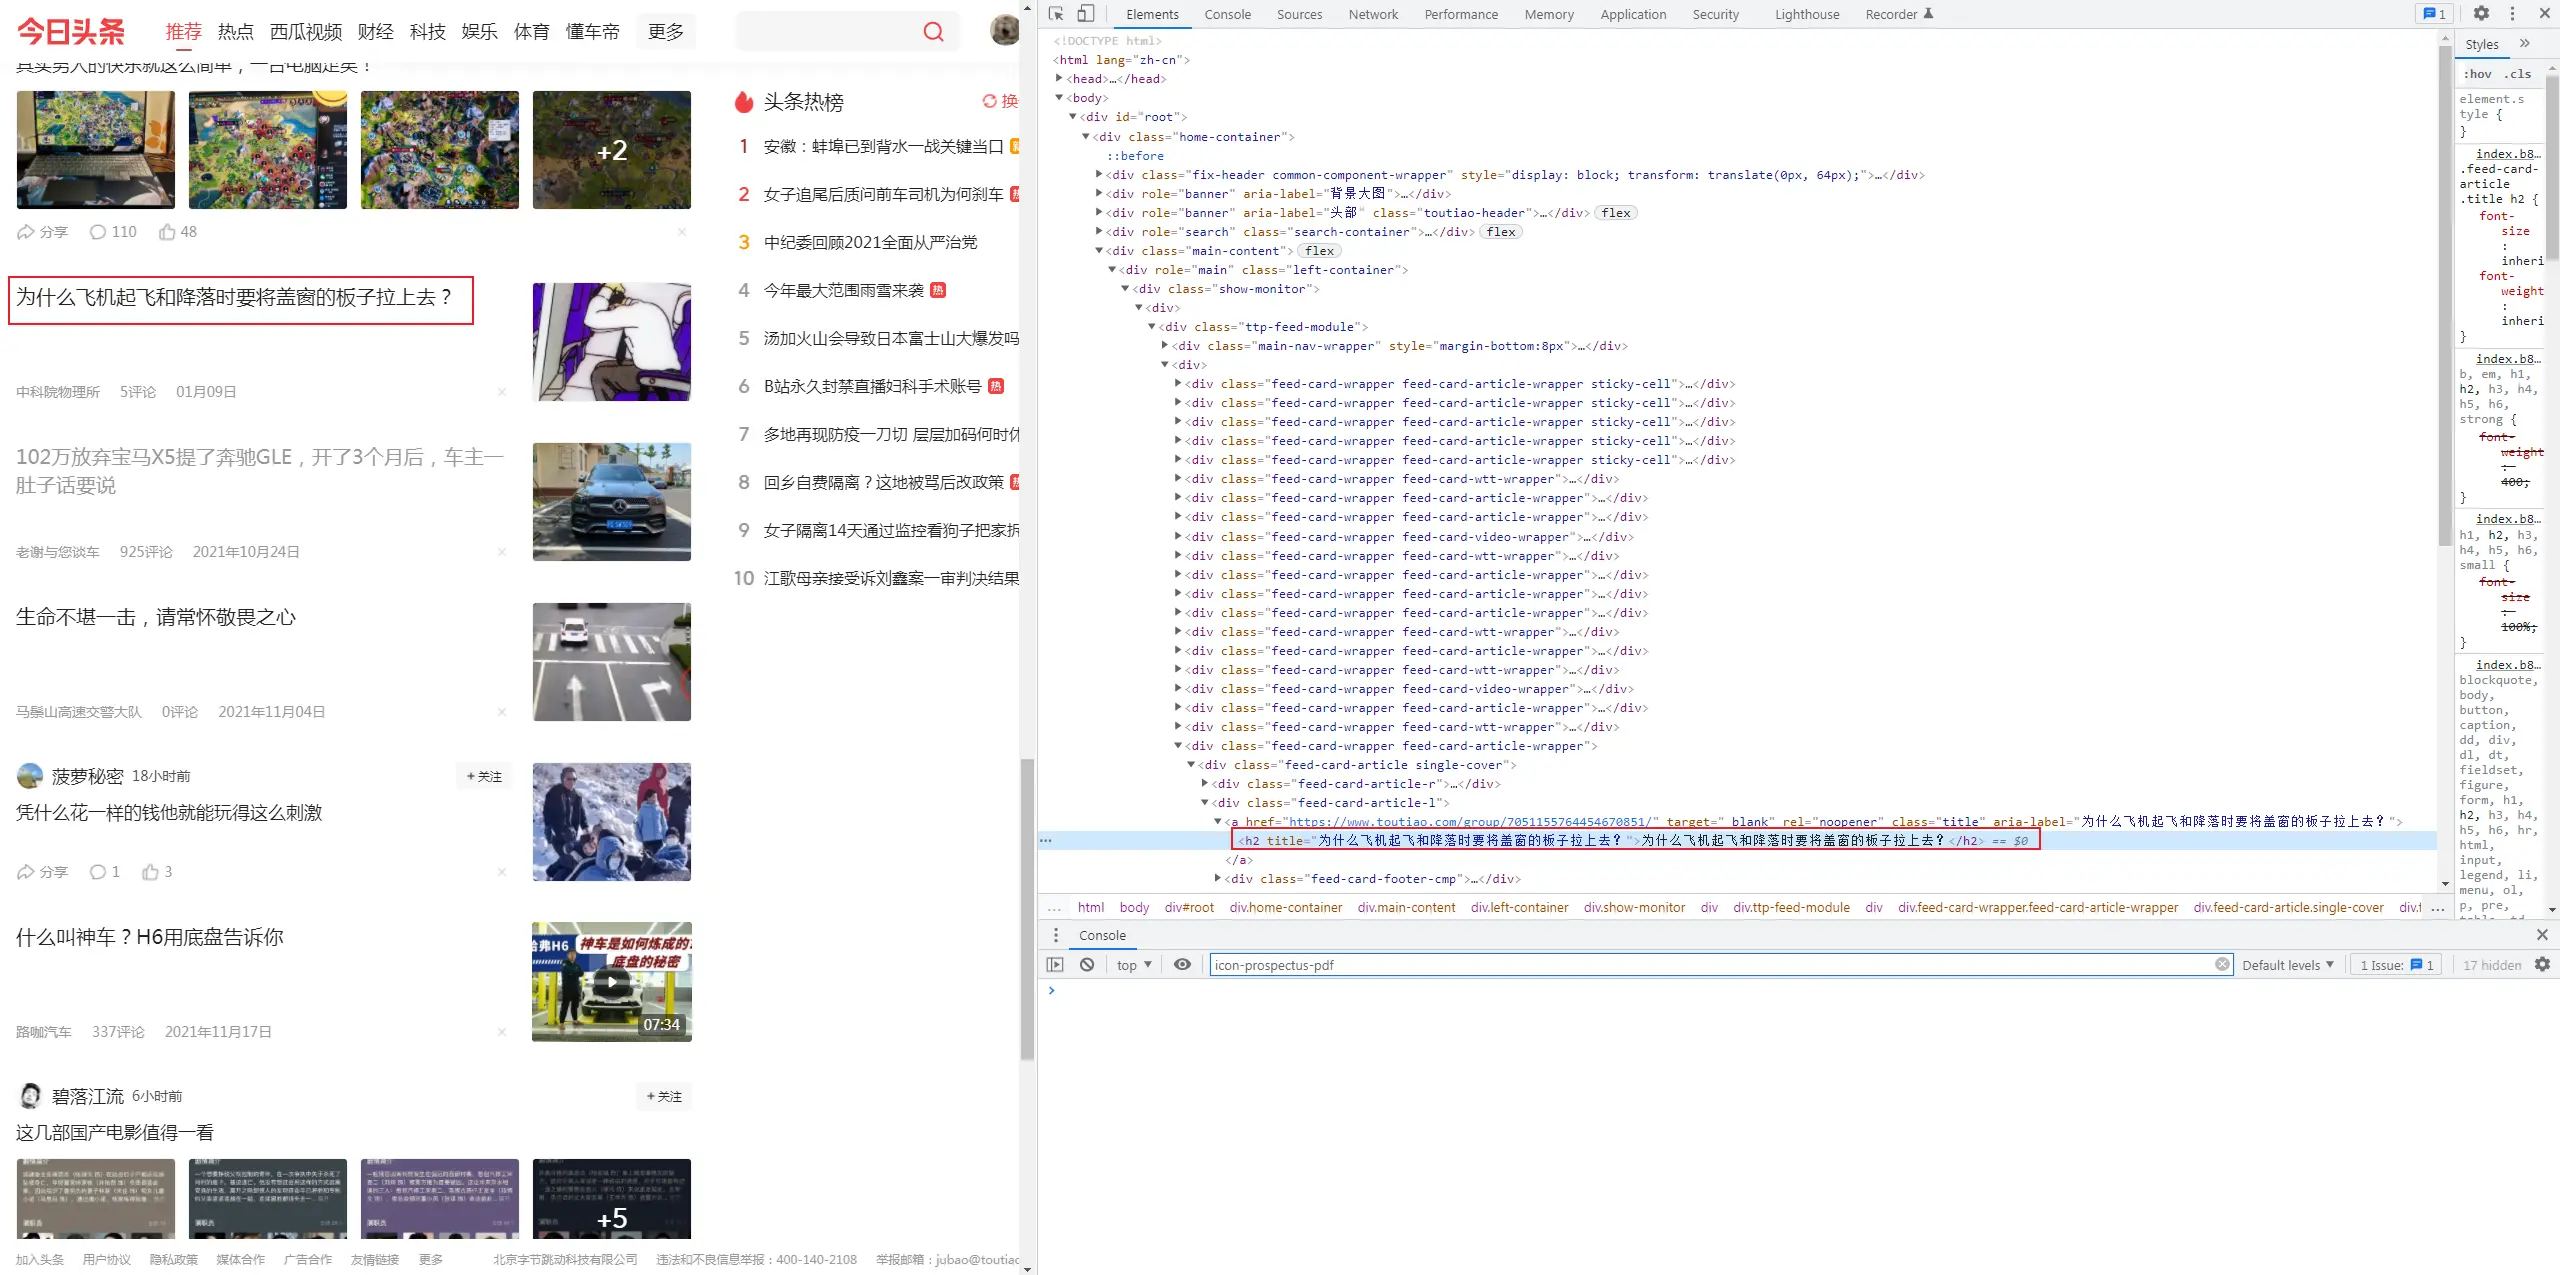 今日头条
推荐 热点 西瓜视频 财经 科技 娱乐 体育 懂车帝 更多
真实男人的快乐就这么简单，一台电脑足矣！
+2
分享 110 48
为什么飞机起飞和降落时要将盖窗的板子拉上去？
中科院物理所 5评论 01月09日
102万放弃宝马X5提了奔驰GLE，开了3个月后，车主一
肚子话要说
老谢与您谈车 925评论 2021年10月24日
生命不堪一击，请常怀敬畏之心
马鬃山高速交警大队 0评论 2021年11月04日
菠萝秘密 18小时前 + 关注
凭什么花一样的钱他就能玩得这么刺激
分享 1 3
什么叫神车？H6用底盘告诉你
哈弗H6 神车是如何炼成的?
底盘的秘密
07:34
路咖汽车 337评论 2021年11月17日
碧落江流 6小时前 + 关注
这几部国产电影值得一看
+5
加入头条 用户协议 隐私政策 媒体合作 广告合作 友情链接 更多 北京字节跳动科技有限公司 违法和不良信息举报：400-140-2108 举报邮箱：jubao@toutiao
头条热榜 换
1 安徽：蚌埠已到背水一战关键当口
2 女子追尾后质问前车司机为何刹车 热
3 中纪委回顾2021全面从严治党
4 今年最大范围雨雪来袭 热
5 汤加火山会导致日本富士山大爆发吗
6 B站永久封禁直播妇科手术账号 热
7 多地再现防疫一刀切 层层加码何时休
8 回乡自费隔离？这地被骂后改政策 热
9 女子隔离14天通过监控看狗子把家拆
10 江歌母亲接受诉刘鑫案一审判决结果
Elements Console Sources Network Performance Memory Application Security Lighthouse Recorder 1
<!DOCTYPE html>
<html lang="zh-cn">
<head>…</head>
<body>
<div id="root">
<div class="home-container">
::before
<div class="fix-header common-component-wrapper" style="display: block; transform: translate(0px, 64px);">…</div>
<div role="banner" aria-label="背景大图">…</div>
<div role="banner" aria-label="头部" class="toutiao-header">…</div> flex
<div role="search" class="search-container">…</div> flex
<div class="main-content"> flex
<div role="main" class="left-container">
<div class="show-monitor">
<div>
<div class="ttp-feed-module">
<div class="main-nav-wrapper" style="margin-bottom:8px">…</div>
<div>
<div class="feed-card-wrapper feed-card-article-wrapper sticky-cell">…</div>
<div class="feed-card-wrapper feed-card-article-wrapper sticky-cell">…</div>
<div class="feed-card-wrapper feed-card-article-wrapper sticky-cell">…</div>
<div class="feed-card-wrapper feed-card-article-wrapper sticky-cell">…</div>
<div class="feed-card-wrapper feed-card-article-wrapper sticky-cell">…</div>
<div class="feed-card-wrapper feed-card-wtt-wrapper">…</div>
<div class="feed-card-wrapper feed-card-article-wrapper">…</div>
<div class="feed-card-wrapper feed-card-article-wrapper">…</div>
<div class="feed-card-wrapper feed-card-video-wrapper">…</div>
<div class="feed-card-wrapper feed-card-wtt-wrapper">…</div>
<div class="feed-card-wrapper feed-card-article-wrapper">…</div>
<div class="feed-card-wrapper feed-card-article-wrapper">…</div>
<div class="feed-card-wrapper feed-card-article-wrapper">…</div>
<div class="feed-card-wrapper feed-card-wtt-wrapper">…</div>
<div class="feed-card-wrapper feed-card-article-wrapper">…</div>
<div class="feed-card-wrapper feed-card-wtt-wrapper">…</div>
<div class="feed-card-wrapper feed-card-video-wrapper">…</div>
<div class="feed-card-wrapper feed-card-article-wrapper">…</div>
<div class="feed-card-wrapper feed-card-wtt-wrapper">…</div>
<div class="feed-card-wrapper feed-card-article-wrapper">
<div class="feed-card-article single-cover">
<div class="feed-card-article-r">…</div>
<div class="feed-card-article-l">
<a href="https://www.toutiao.com/group/7051155764454670851/" target="_blank" rel="noopener" class="title" aria-label="为什么飞机起飞和降落时要将盖窗的板子拉上去？">
<h2 title="为什么飞机起飞和降落时要将盖窗的板子拉上去？">为什么飞机起飞和降落时要将盖窗的板子拉上去？</h2> == $0
</a>
<div class="feed-card-footer-cmp">…</div>
… html body div#root div.home-container div.main-content div.left-container div.show-monitor div div.ttp-feed-module div div.feed-card-wrapper.feed-card-article-wrapper div.feed-card-article.single-cover div.f …
Console
top icon-prospectus-pdf Default levels 1 Issue: 1 17 hidden
Styles
:hov .cls
element.s
tyle {
}
index.b8…
.feed-card-
article
.title h2 {
font-
size
:
inheri
font-
weight
:
inheri
}
index.b8…
b, em, h1,
h2, h3, h4,
h5, h6,
strong {
font-
weight
:
400;
}
index.b8…
h1, h2, h3,
h4, h5, h6,
small {
font-
size
:
100%;
}
index.b8…
blockquote,
body,
button,
caption,
dd, div,
dl, dt,
fieldset,
figure,
form, h1,
h2, h3, h4,
h5, h6, hr,
html,
input,
legend, li,
menu, ol,
p, pre,
table, td